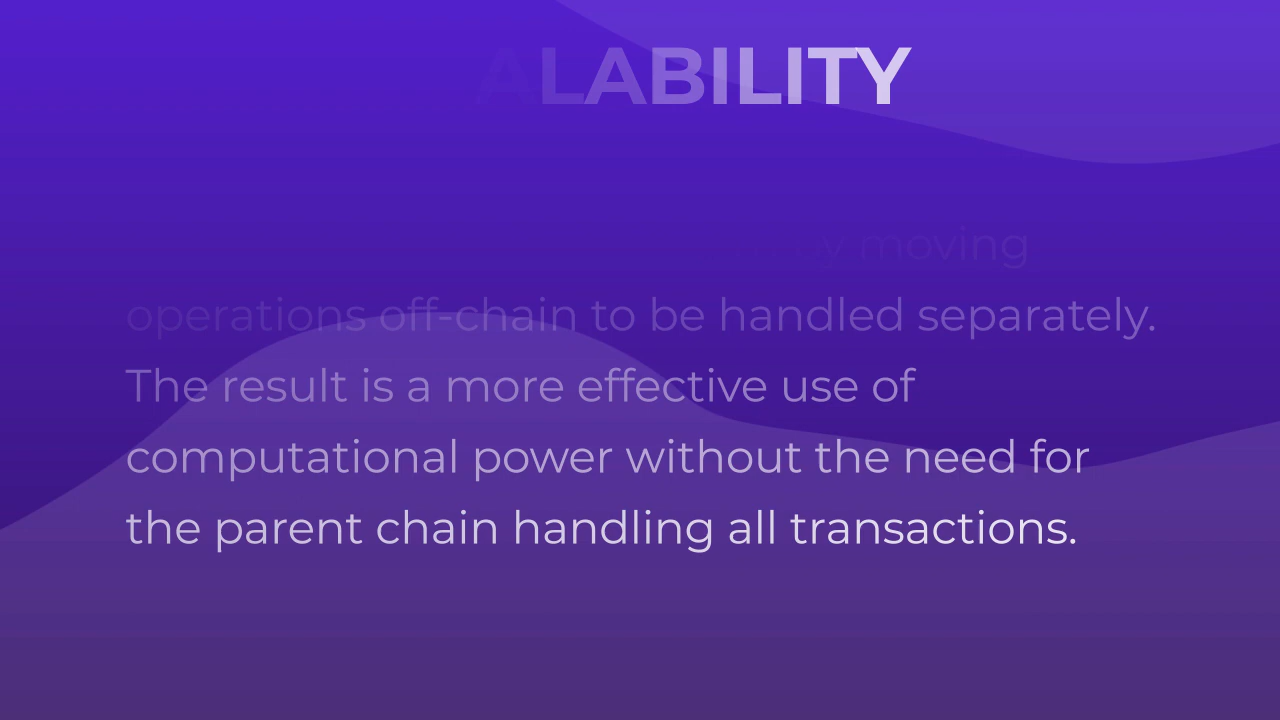 ALABILITY
by moving
operations off-chain to be handled separately.
The result is a more effective use of
computational power without the need for
the parent chain handling all transactions.